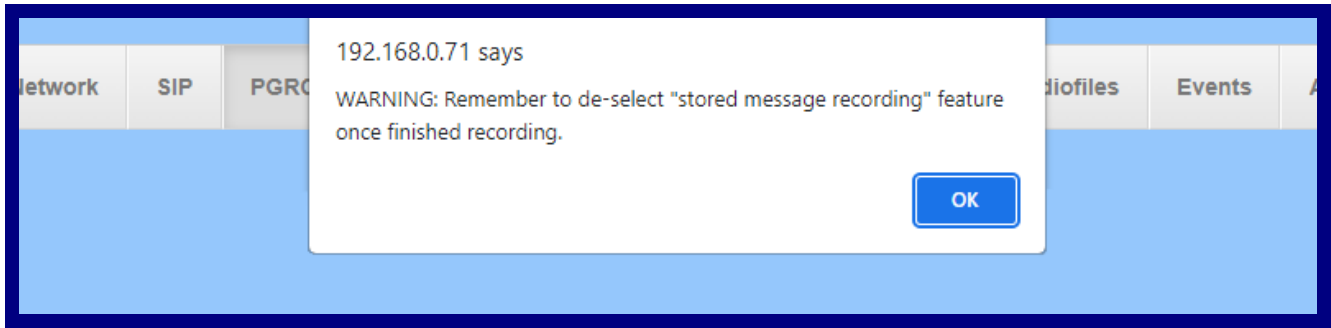 192.168.0.71 says
SIP
WARNING: Remember to de-select "stored message recording" feature
once finished recording.
Events
OK